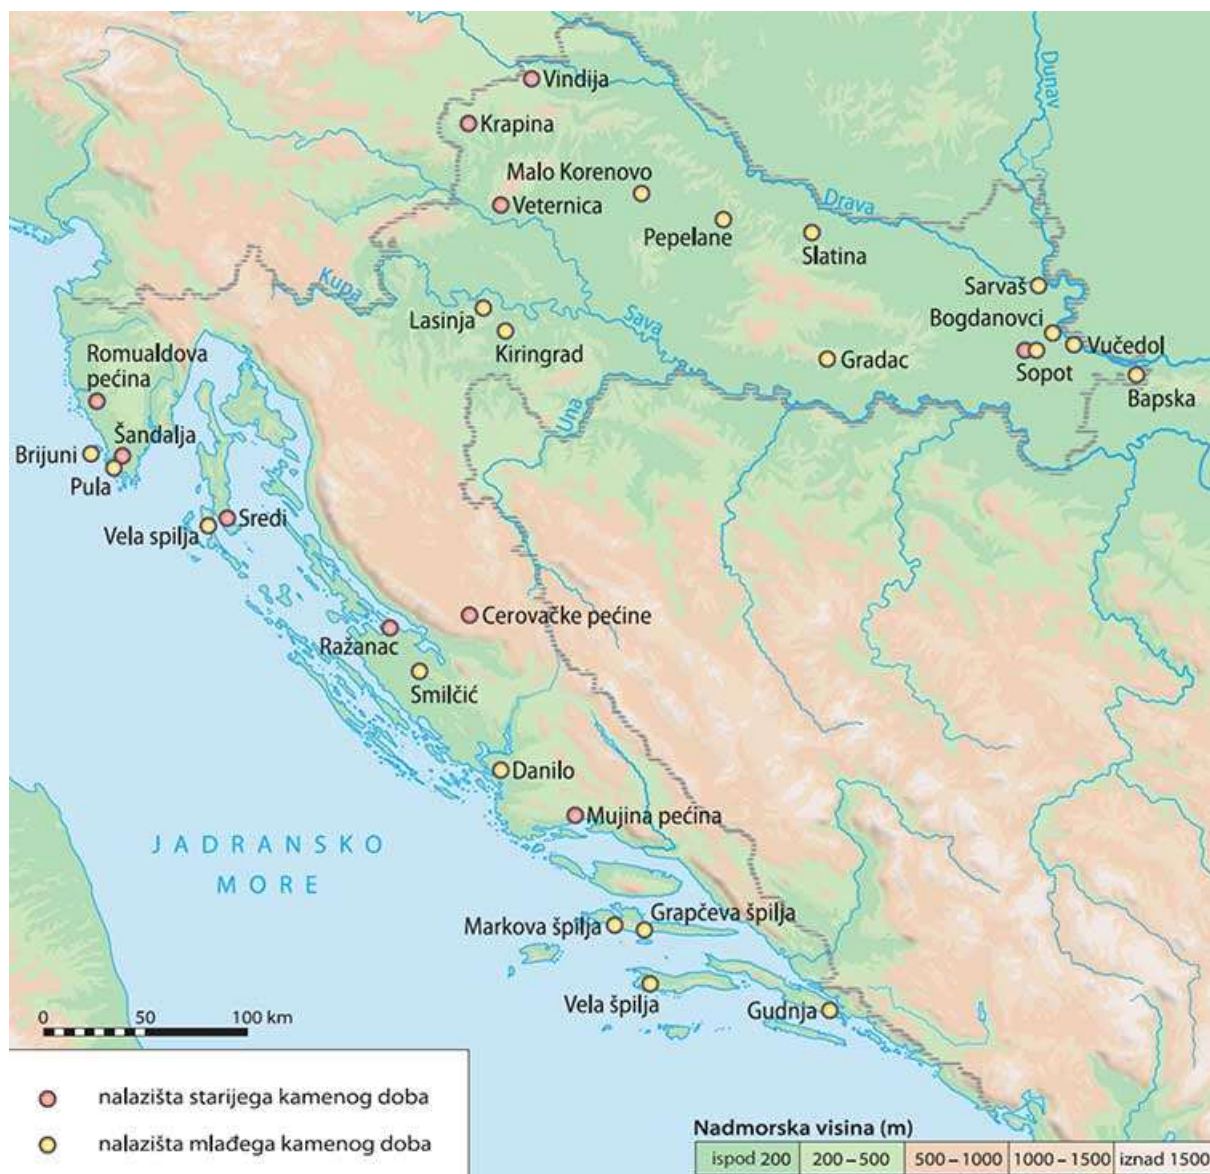 Vindija
Krapina
Dunav
Malo Korenovo
Veternica
Drava
Pepelane
Slatina
Kupa
Sarvaš
Lasinja
Sava
Bogdanovci
Kiringrad
Gradac
Vučedol
Romualdova
pećina
Sopot
Bapska
Una
Šandalja
Brijuni
Pula
Sredi
Vela spilja
Cerovačke pećine
Ražanac
Smilčić
Danilo
Mujina pećina
JADRANSKO
MORE
Grapčeva špilja
Markova špilja
Vela špilja
Gudnja
0 50 100 km
nalazišta starijega kamenog doba
nalazišta mlađega kamenog doba
Nadmorska visina (m)
ispod 200 200 – 500 500 – 1000 1000 – 1500 iznad 1500